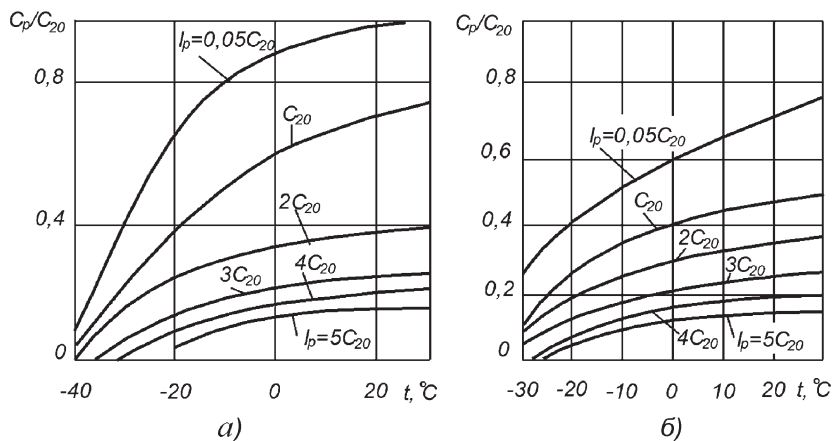 Cₚ/C₂₀
Iₚ=0,05C₂₀
0,8
C₂₀
0,4
2C₂₀
3C₂₀
4C₂₀
Iₚ=5C₂₀
0
-40
-20
0
20
t, °C
а)
Cₚ/C₂₀
0,8
Iₚ=0,05C₂₀
0,6
C₂₀
0,4
2C₂₀
3C₂₀
0,2
4C₂₀
Iₚ=5C₂₀
0
-30
-20
-10
0
10
20
t, °C
б)